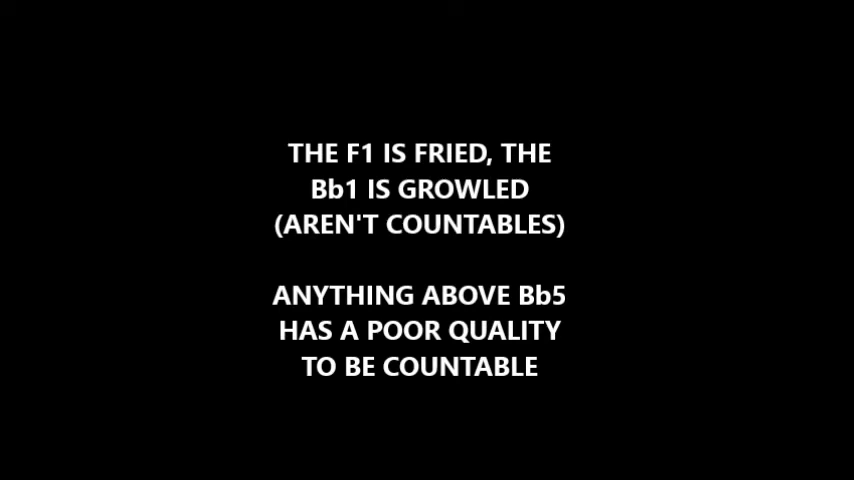 THE F1 IS FRIED, THE
Bb1 IS GROWLED
(AREN'T COUNTABLES)
ANYTHING ABOVE Bb5
HAS A POOR QUALITY
TO BE COUNTABLE